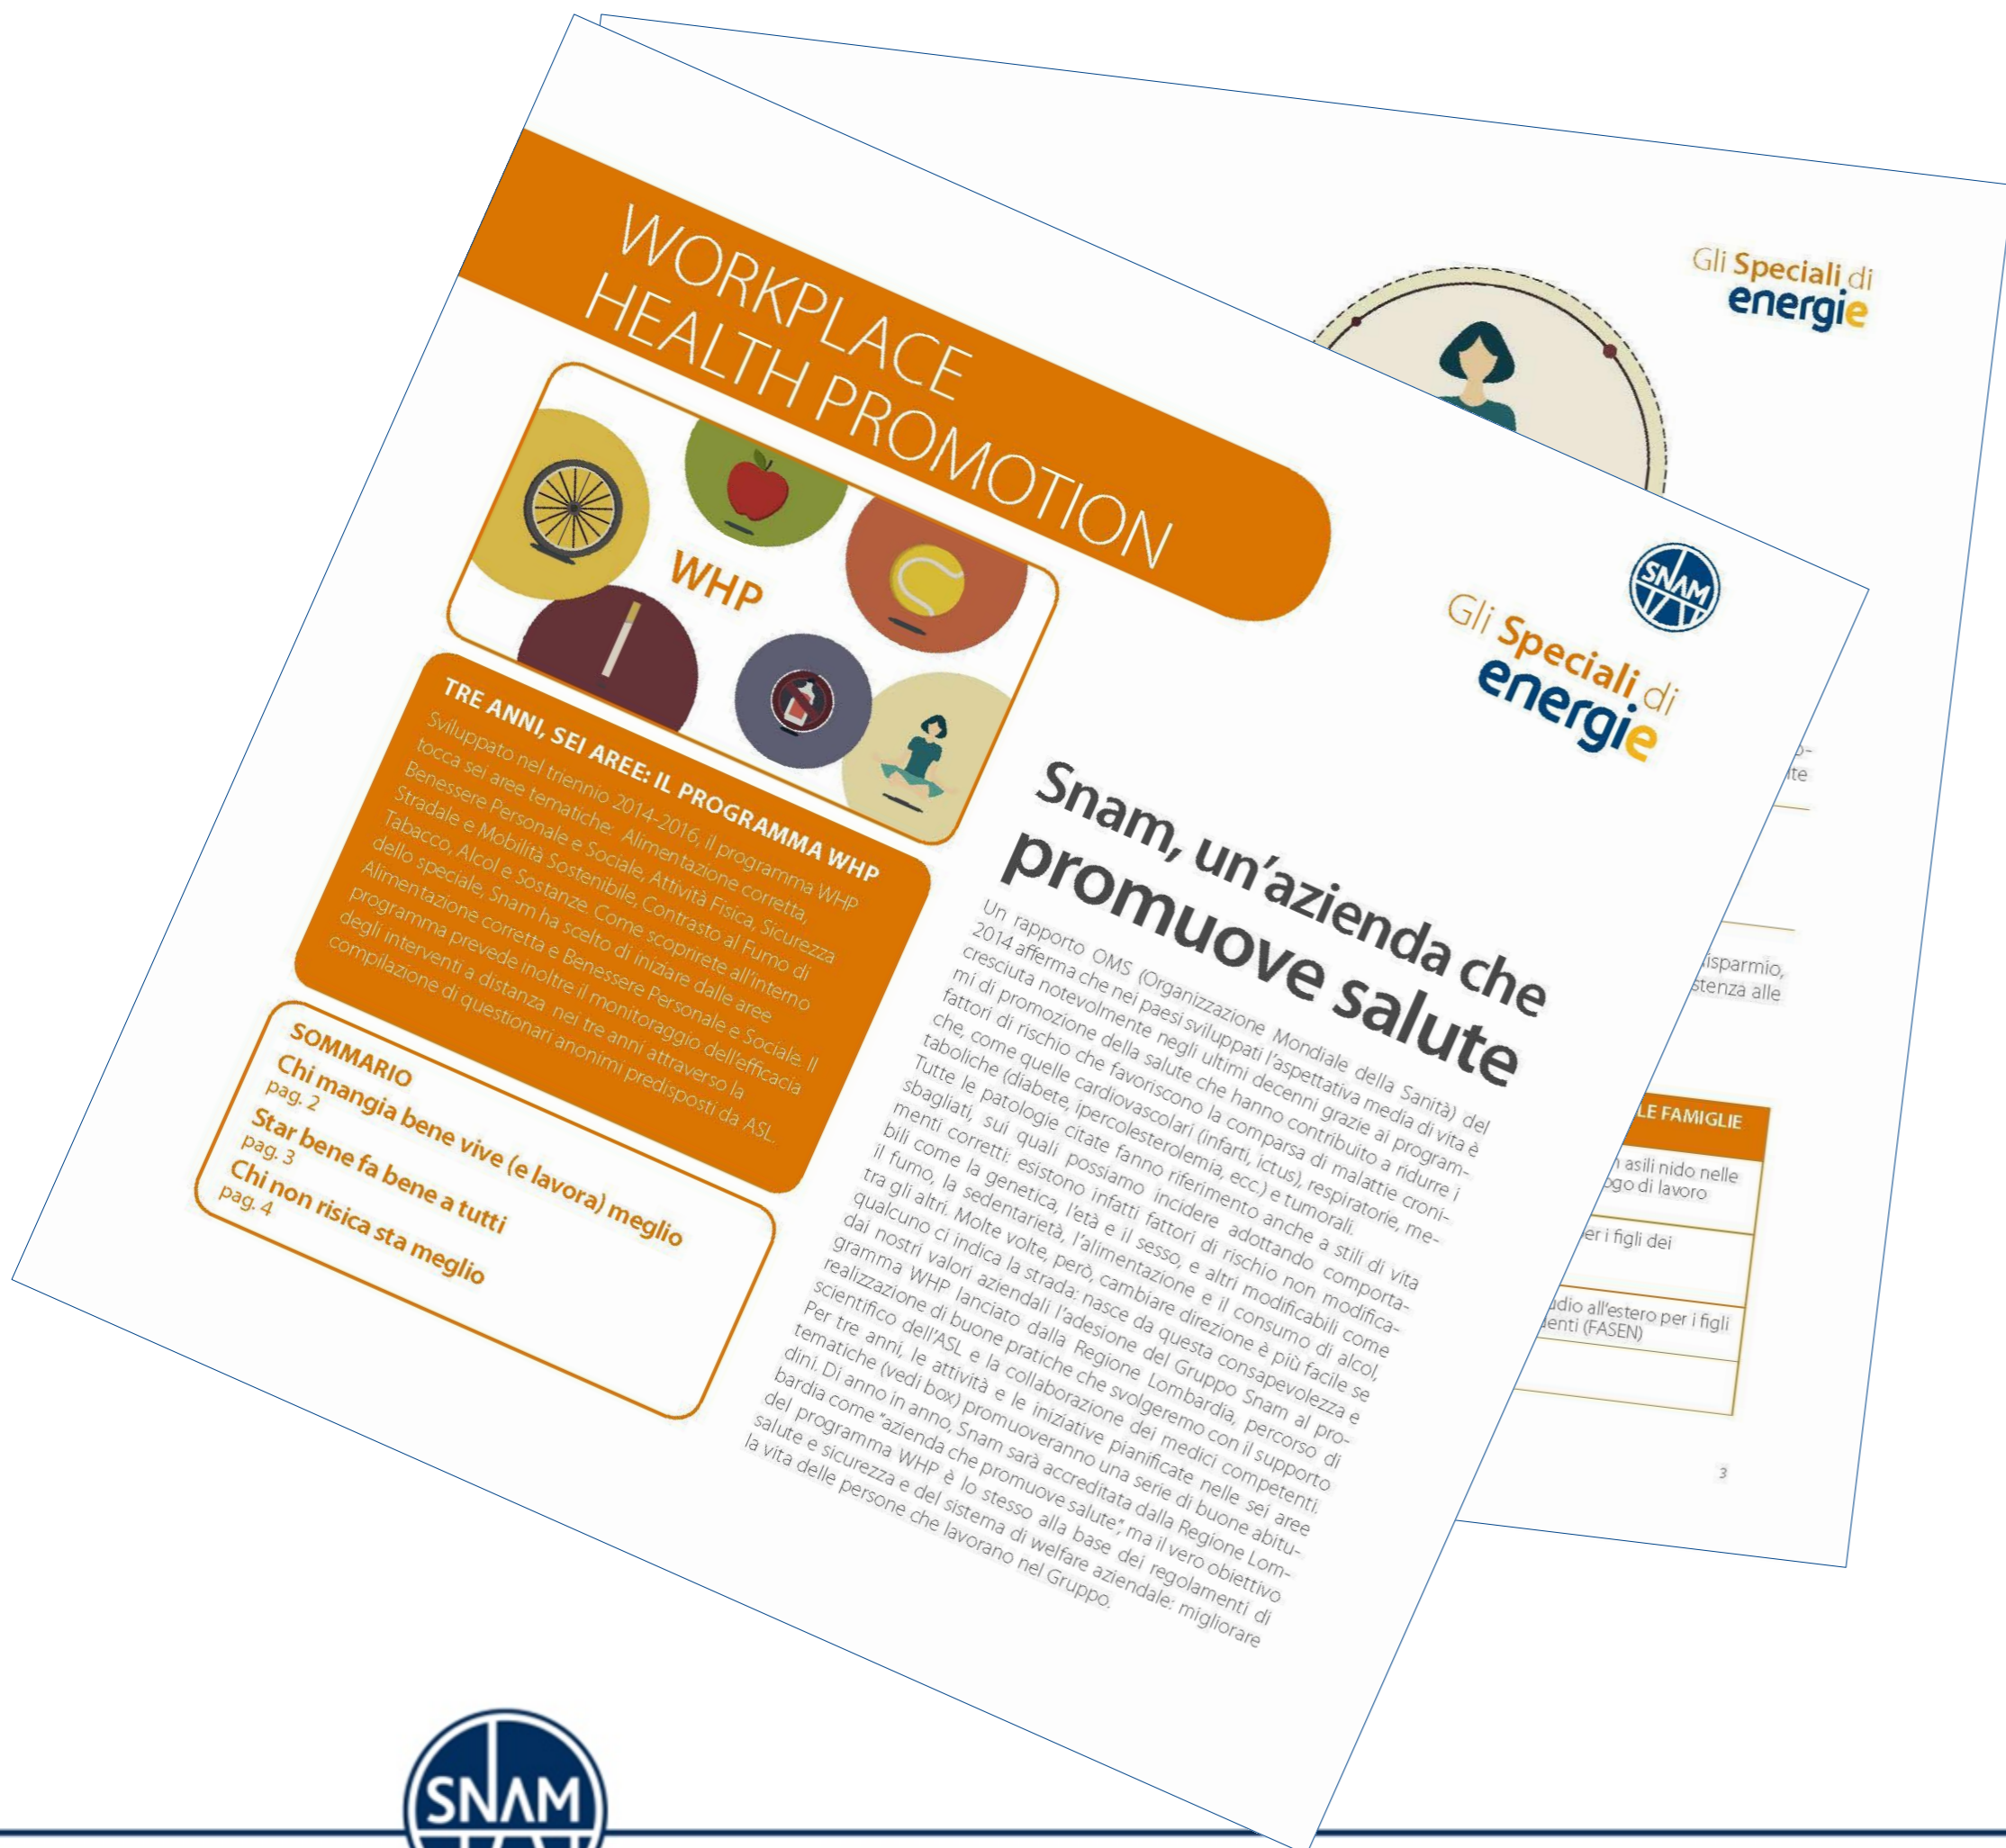 WORKPLACE
HEALTH PROMOTION
WHP
TRE ANNI, SEI AREE: IL PROGRAMMA WHP
Sviluppato nel triennio 2014-2016, il programma WHP
tocca sei aree tematiche: Alimentazione corretta,
Benessere Personale e Sociale, Attività Fisica, Sicurezza
Stradale e Mobilità Sostenibile, Contrasto al Fumo di
Tabacco, Alcol e Sostanze. Come scoprirete all'interno
dello speciale, Snam ha scelto di iniziare dalle aree
Alimentazione corretta e Benessere Personale e Sociale. Il
programma prevede inoltre il monitoraggio dell'efficacia
degli interventi a distanza nei tre anni attraverso la
compilazione di questionari anonimi predisposti da ASL.
SOMMARIO
Chi mangia bene vive (e lavora) meglio
pag. 2
Star bene fa bene a tutti
pag. 3
Chi non risica sta meglio
pag. 4
SNAM
Gli Speciali di
energie
Snam, un'azienda che
promuove salute
Un rapporto OMS (Organizzazione Mondiale della Sanità) del
2014 afferma che nei paesi sviluppati l'aspettativa media di vita è
cresciuta notevolmente negli ultimi decenni grazie ai program-
mi di promozione della salute che hanno contribuito a ridurre i
fattori di rischio che favoriscono la comparsa di malattie croni-
che, come quelle cardiovascolari (infarti, ictus), respiratorie, me-
taboliche (diabete, ipercolesterolemia, ecc.) e tumorali.
Tutte le patologie citate fanno riferimento anche a stili di vita
sbagliati, sui quali possiamo incidere adottando comporta-
menti corretti: esistono infatti fattori di rischio non modifica-
bili come la genetica, l'età e il sesso, e altri modificabili come
il fumo, la sedentarietà, l'alimentazione e il consumo di alcol,
tra gli altri. Molte volte, però, cambiare direzione è più facile se
qualcuno ci indica la strada: nasce da questa consapevolezza e
dai nostri valori aziendali l'adesione del Gruppo Snam al pro-
gramma WHP lanciato dalla Regione Lombardia, percorso di
realizzazione di buone pratiche che svolgeremo con il supporto
scientifico dell'ASL e la collaborazione dei medici competenti.
Per tre anni, le attività e le iniziative pianificate nelle sei aree
tematiche (vedi box) promuoveranno una serie di buone abitu-
dini. Di anno in anno, Snam sarà accreditata dalla Regione Lom-
bardia come "azienda che promuove salute", ma il vero obiettivo
del programma WHP è lo stesso alla base dei regolamenti di
salute e sicurezza e del sistema di welfare aziendale: migliorare
la vita delle persone che lavorano nel Gruppo.
Gli Speciali di
energie
risparmio,
stenza alle
LE FAMIGLIE
asili nido nelle
ogo di lavoro
er i figli dei
udio all'estero per i figli
denti (FASEN)
3
SNAM